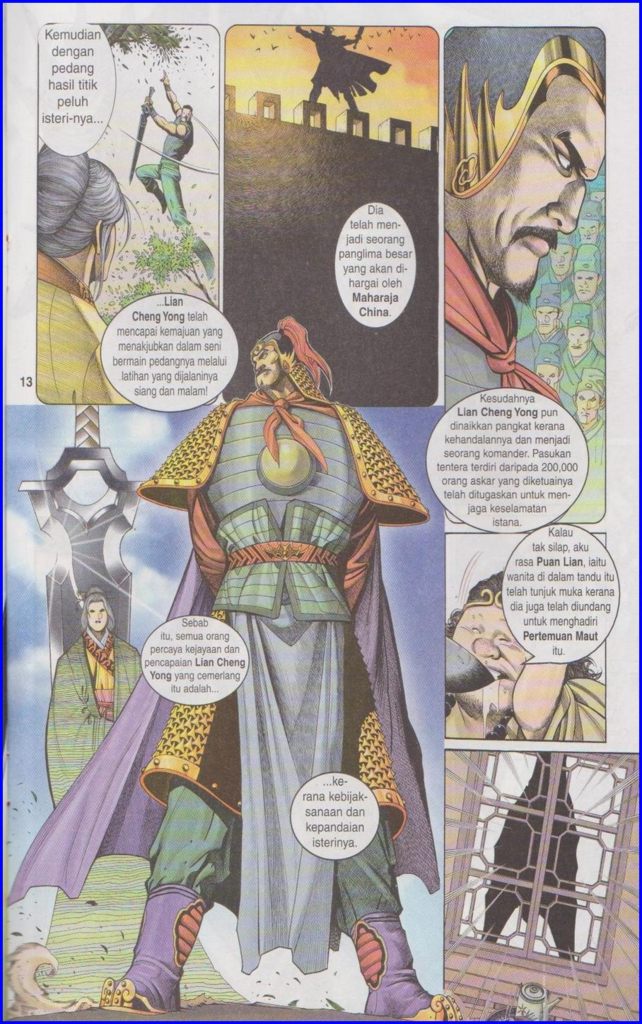 Kemudian
dengan
pedang
hasil titik
peluh
isteri-nya...
...Lian
Cheng Yong telah
mencapai kemajuan yang
menakjubkan dalam seni
bermain pedangnya melalui
latihan yang dijalaninya
siang dan malam!
Dia
telah men-
jadi seorang
panglima besar
yang akan di-
hargai oleh
Maharaja
China.
Kesudahnya
Lian Cheng Yong pun
dinaikkan pangkat kerana
kehandalannya dan menjadi
seorang komander. Pasukan
tentera terdiri daripada 200,000
orang askar yang diketuainya
telah ditugaskan untuk men-
jaga keselamatan
istana.
13
Sebab
itu, semua orang
percaya kejayaan dan
pencapaian Lian Cheng
Yong yang cemerlang
itu adalah...
...ke-
rana kebijak-
sanaan dan
kepandaian
isterinya.
Kalau
tak silap, aku
rasa Puan Lian, iaitu
wanita di dalam tandu itu
telah tunjuk muka kerana
dia juga telah diundang
untuk menghadiri
Pertemuan Maut
itu.